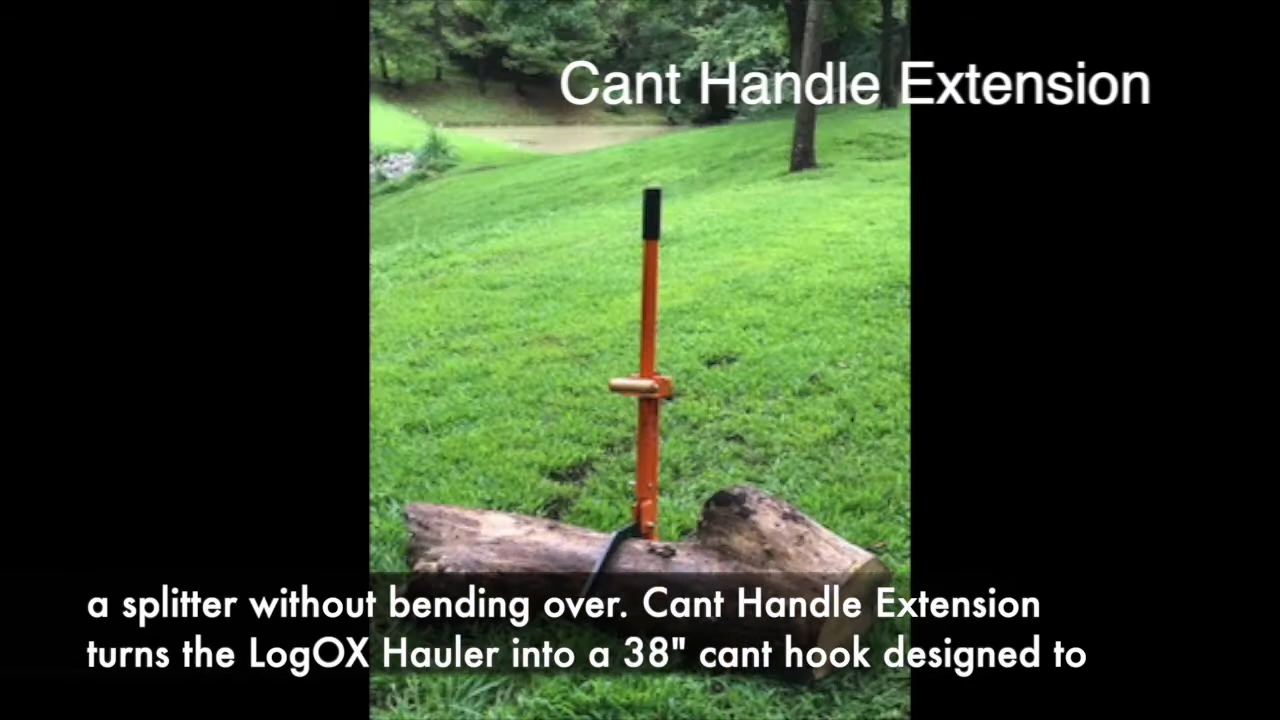 Cant Handle Extension
a splitter without bending over. Cant Handle Extension
turns the LogOX Hauler into a 38" cant hook designed to